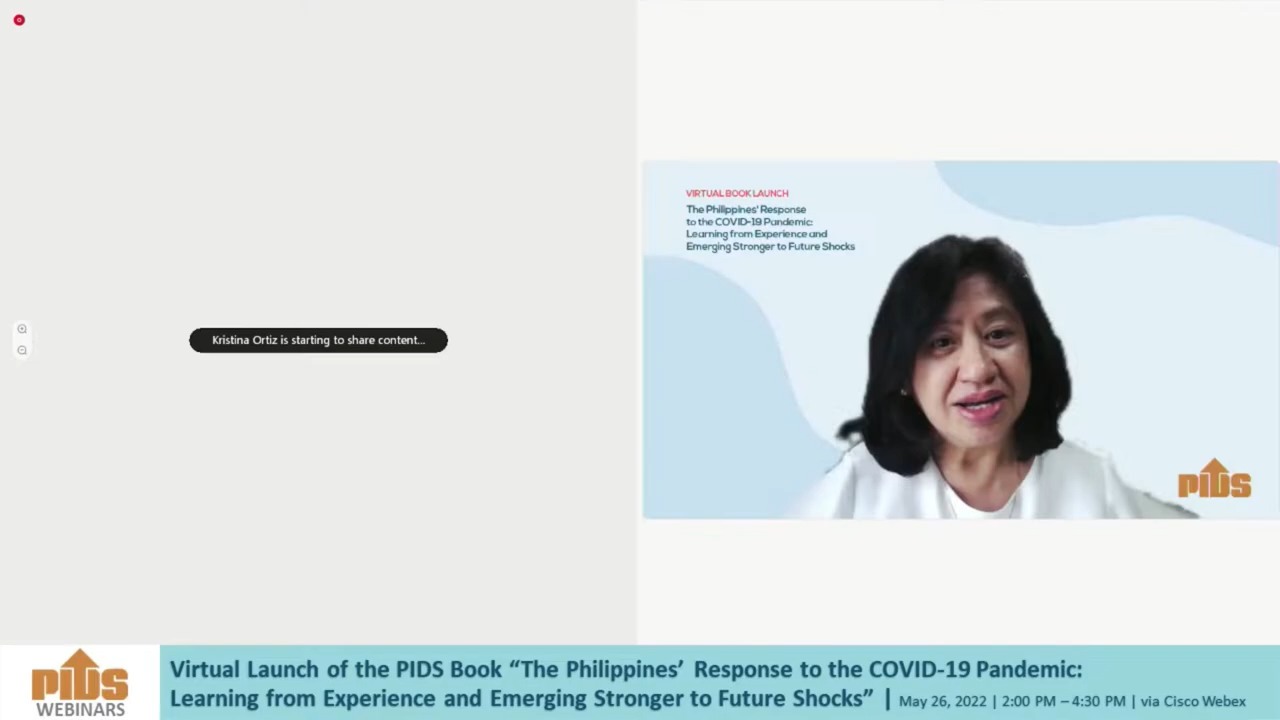 Kristina Ortiz is starting to share content...
VIRTUAL BOOK LAUNCH
The Philippines' Response
to the COVID-19 Pandemic:
Learning from Experience and
Emerging Stronger to Future Shocks
PIDS
PIDS
WEBINARS
Virtual Launch of the PIDS Book “The Philippines’ Response to the COVID-19 Pandemic:
Learning from Experience and Emerging Stronger to Future Shocks” | May 26, 2022 | 2:00 PM – 4:30 PM | via Cisco Webex